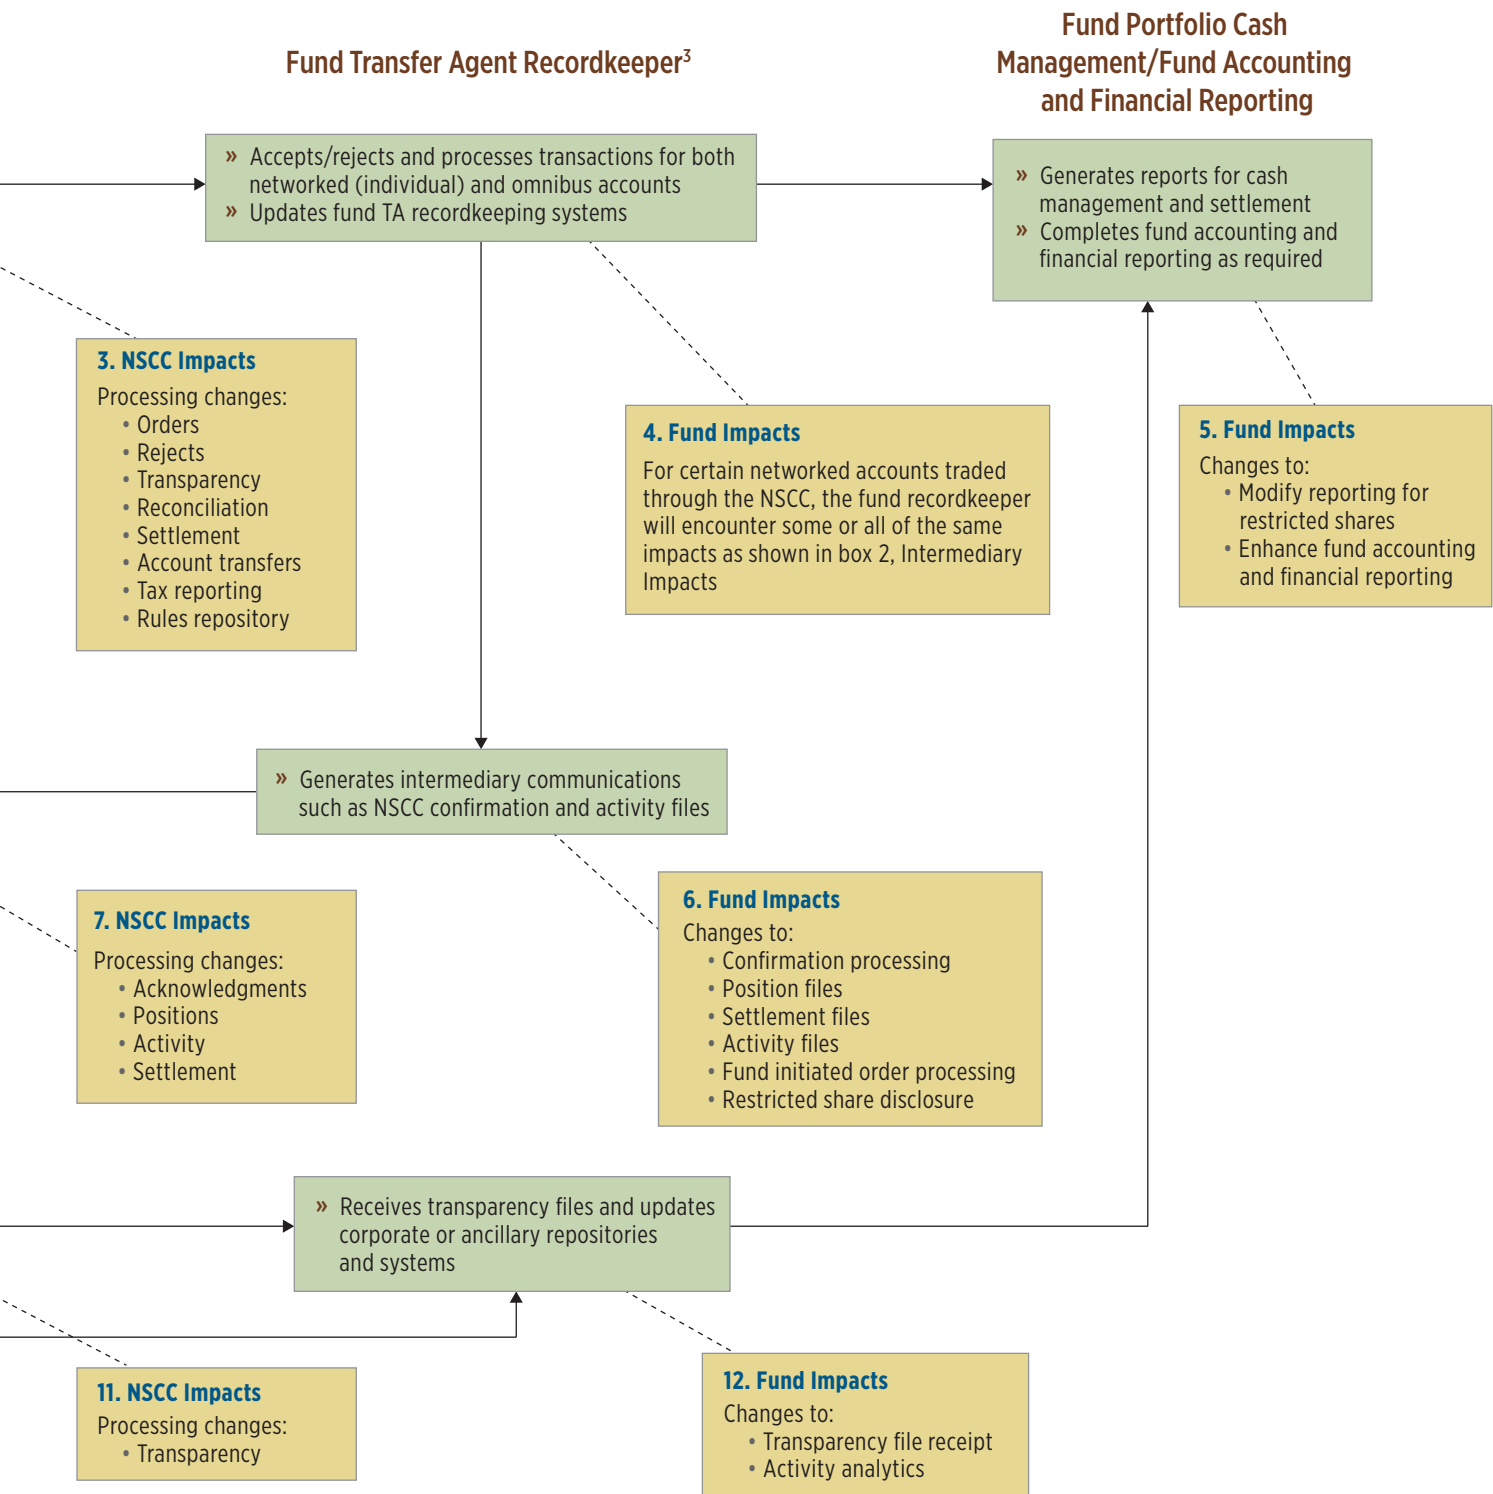 Fund Transfer Agent Recordkeeper³
Fund Portfolio Cash
Management/Fund Accounting
and Financial Reporting
» Accepts/rejects and processes transactions for both
networked (individual) and omnibus accounts
» Updates fund TA recordkeeping systems
» Generates reports for cash
management and settlement
» Completes fund accounting and
financial reporting as required
3. NSCC Impacts
Processing changes:
• Orders
• Rejects
• Transparency
• Reconciliation
• Settlement
• Account transfers
• Tax reporting
• Rules repository
4. Fund Impacts
For certain networked accounts traded
through the NSCC, the fund recordkeeper
will encounter some or all of the same
impacts as shown in box 2, Intermediary
Impacts
5. Fund Impacts
Changes to:
• Modify reporting for
restricted shares
• Enhance fund accounting
and financial reporting
» Generates intermediary communications
such as NSCC confirmation and activity files
7. NSCC Impacts
Processing changes:
• Acknowledgments
• Positions
• Activity
• Settlement
6. Fund Impacts
Changes to:
• Confirmation processing
• Position files
• Settlement files
• Activity files
• Fund initiated order processing
• Restricted share disclosure
» Receives transparency files and updates
corporate or ancillary repositories
and systems
11. NSCC Impacts
Processing changes:
• Transparency
12. Fund Impacts
Changes to:
• Transparency file receipt
• Activity analytics